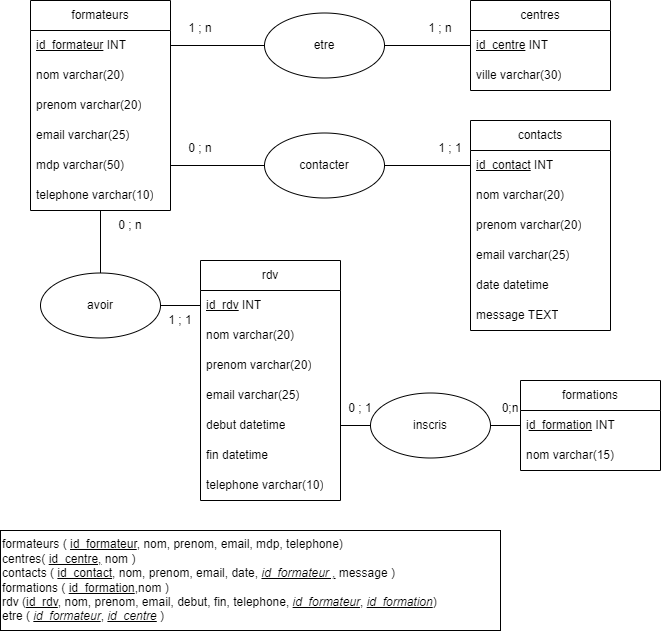 formateurs
id_formateur INT
nom varchar(20)
prenom varchar(20)
email varchar(25)
mdp varchar(50)
telephone varchar(10)
1 ; n
etre
1 ; n
centres
id_centre INT
ville varchar(30)
0 ; n
contacter
1 ; 1
contacts
id_contact INT
nom varchar(20)
prenom varchar(20)
email varchar(25)
date datetime
message TEXT
0 ; n
avoir
1 ; 1
rdv
id_rdv INT
nom varchar(20)
prenom varchar(20)
email varchar(25)
debut datetime
fin datetime
telephone varchar(10)
0 ; 1
inscris
0;n
formations
id_formation INT
nom varchar(15)
formateurs ( id_formateur, nom, prenom, email, mdp, telephone)
centres( id_centre, nom )
contacts ( id_contact, nom, prenom, email, date, id_formateur , message )
formations ( id_formation,nom )
rdv (id_rdv, nom, prenom, email, debut, fin, telephone, id_formateur, id_formation)
etre ( id_formateur, id_centre )